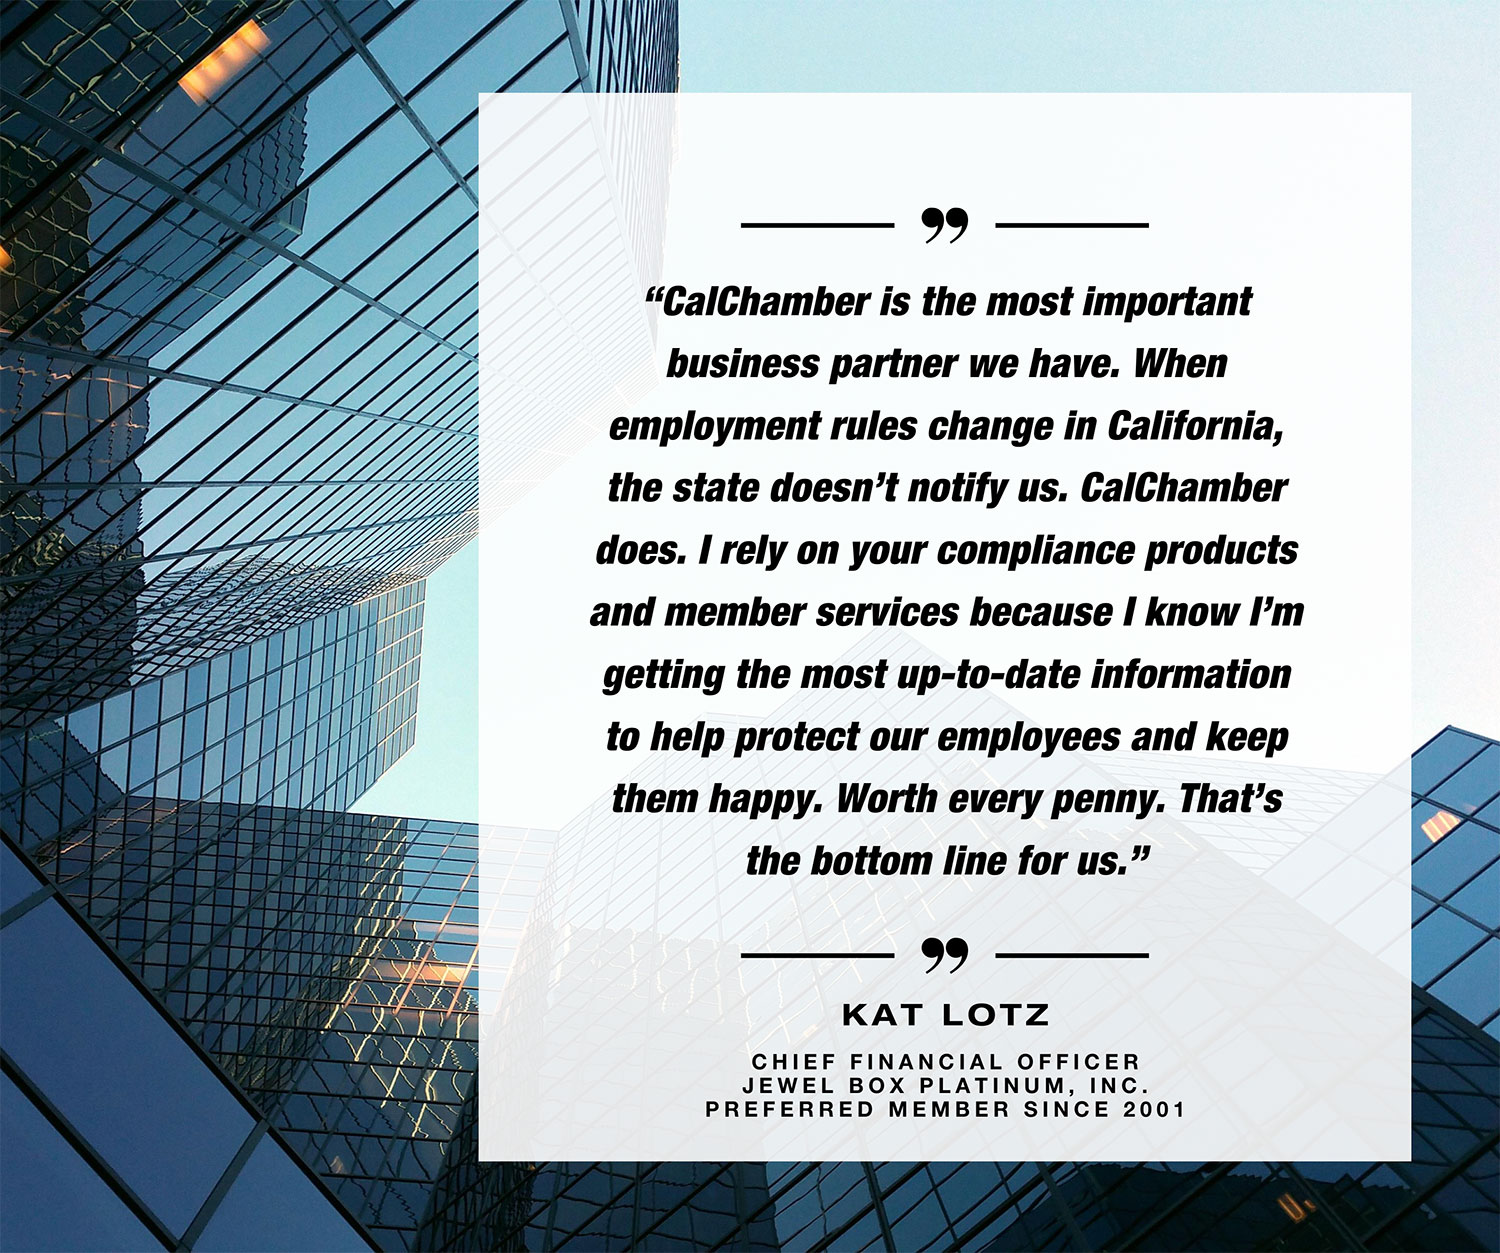 ”
“CalChamber is the most important
business partner we have. When
employment rules change in California,
the state doesn’t notify us. CalChamber
does. I rely on your compliance products
and member services because I know I’m
getting the most up-to-date information
to help protect our employees and keep
them happy. Worth every penny. That’s
the bottom line for us.”
”
KAT LOTZ
CHIEF FINANCIAL OFFICER
JEWEL BOX PLATINUM, INC.
PREFERRED MEMBER SINCE 2001